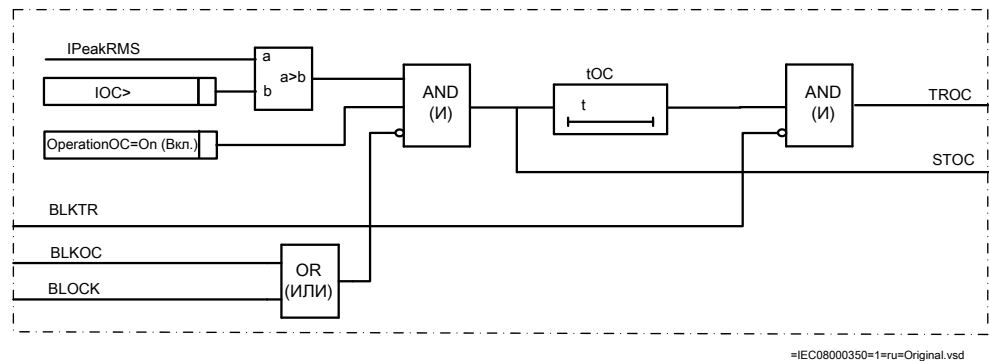 IPeakRMS
a
a>b
b
IOC>
OperationOC=On (Вкл.)
AND
(И)
tOC
t
AND
(И)
TROC
STOC
BLKTR
BLKOC
BLOCK
OR
(ИЛИ)
=IEC08000350=1=ru=Original.vsd